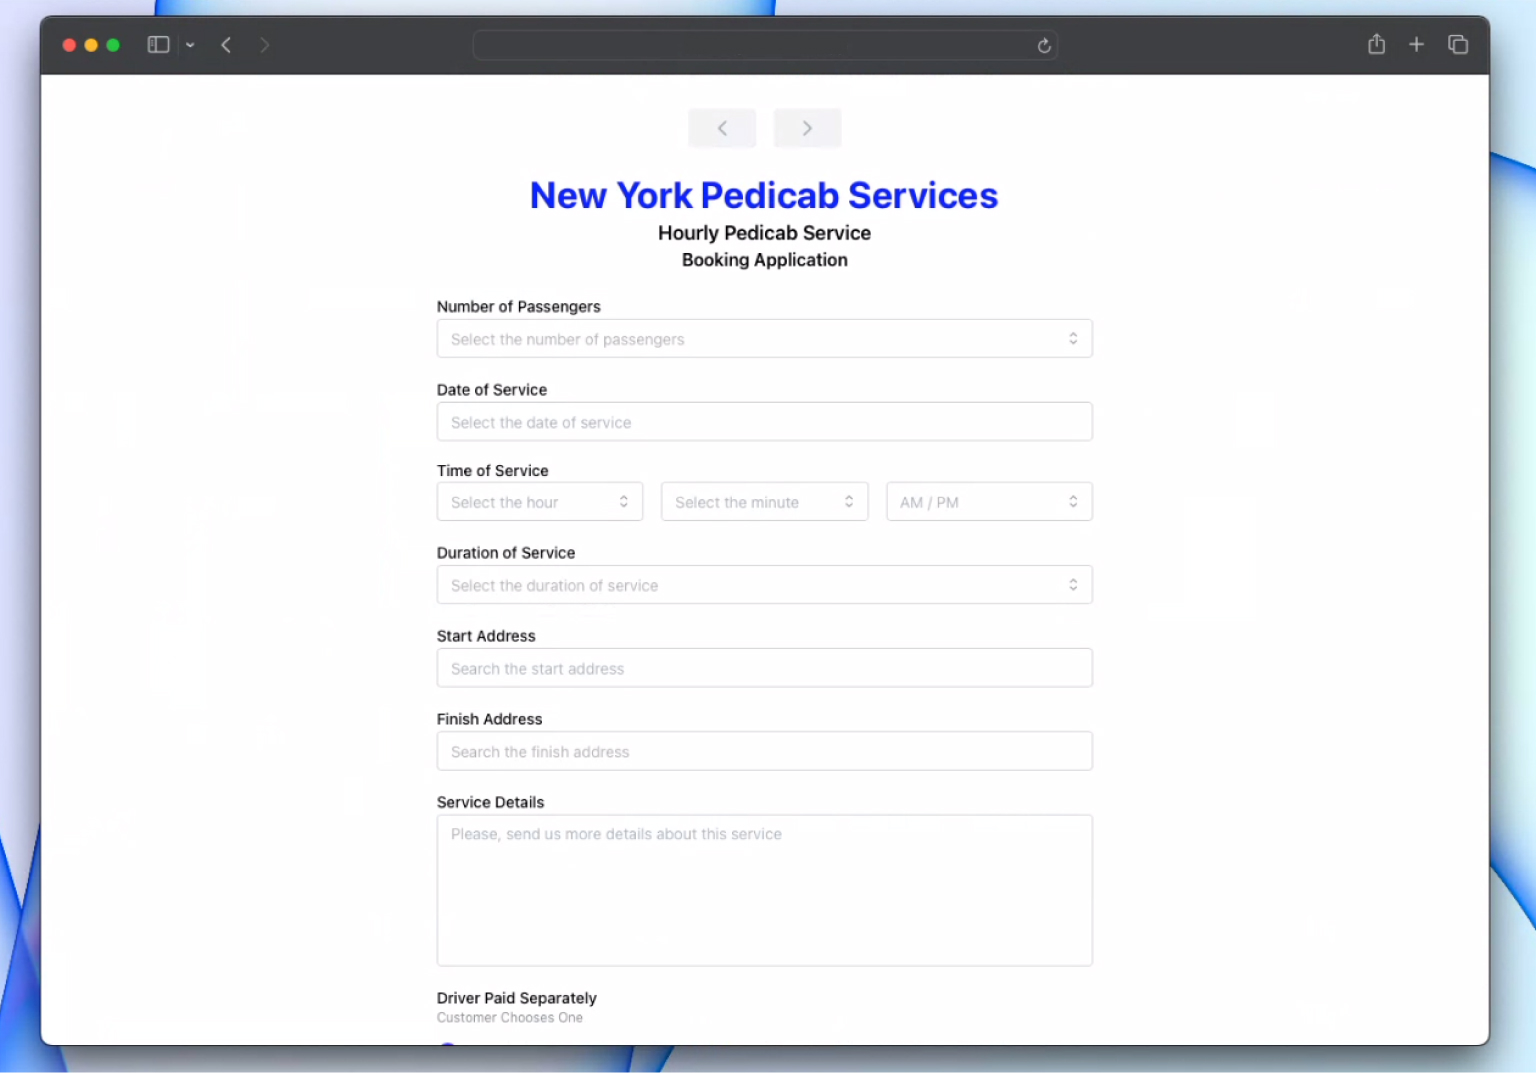 New York Pedicab Services
Hourly Pedicab Service
Booking Application
Number of Passengers
Select the number of passengers
Date of Service
Select the date of service
Time of Service
Select the hour
Select the minute
AM / PM
Duration of Service
Select the duration of service
Start Address
Search the start address
Finish Address
Search the finish address
Service Details
Please, send us more details about this service
Driver Paid Separately
Customer Chooses One